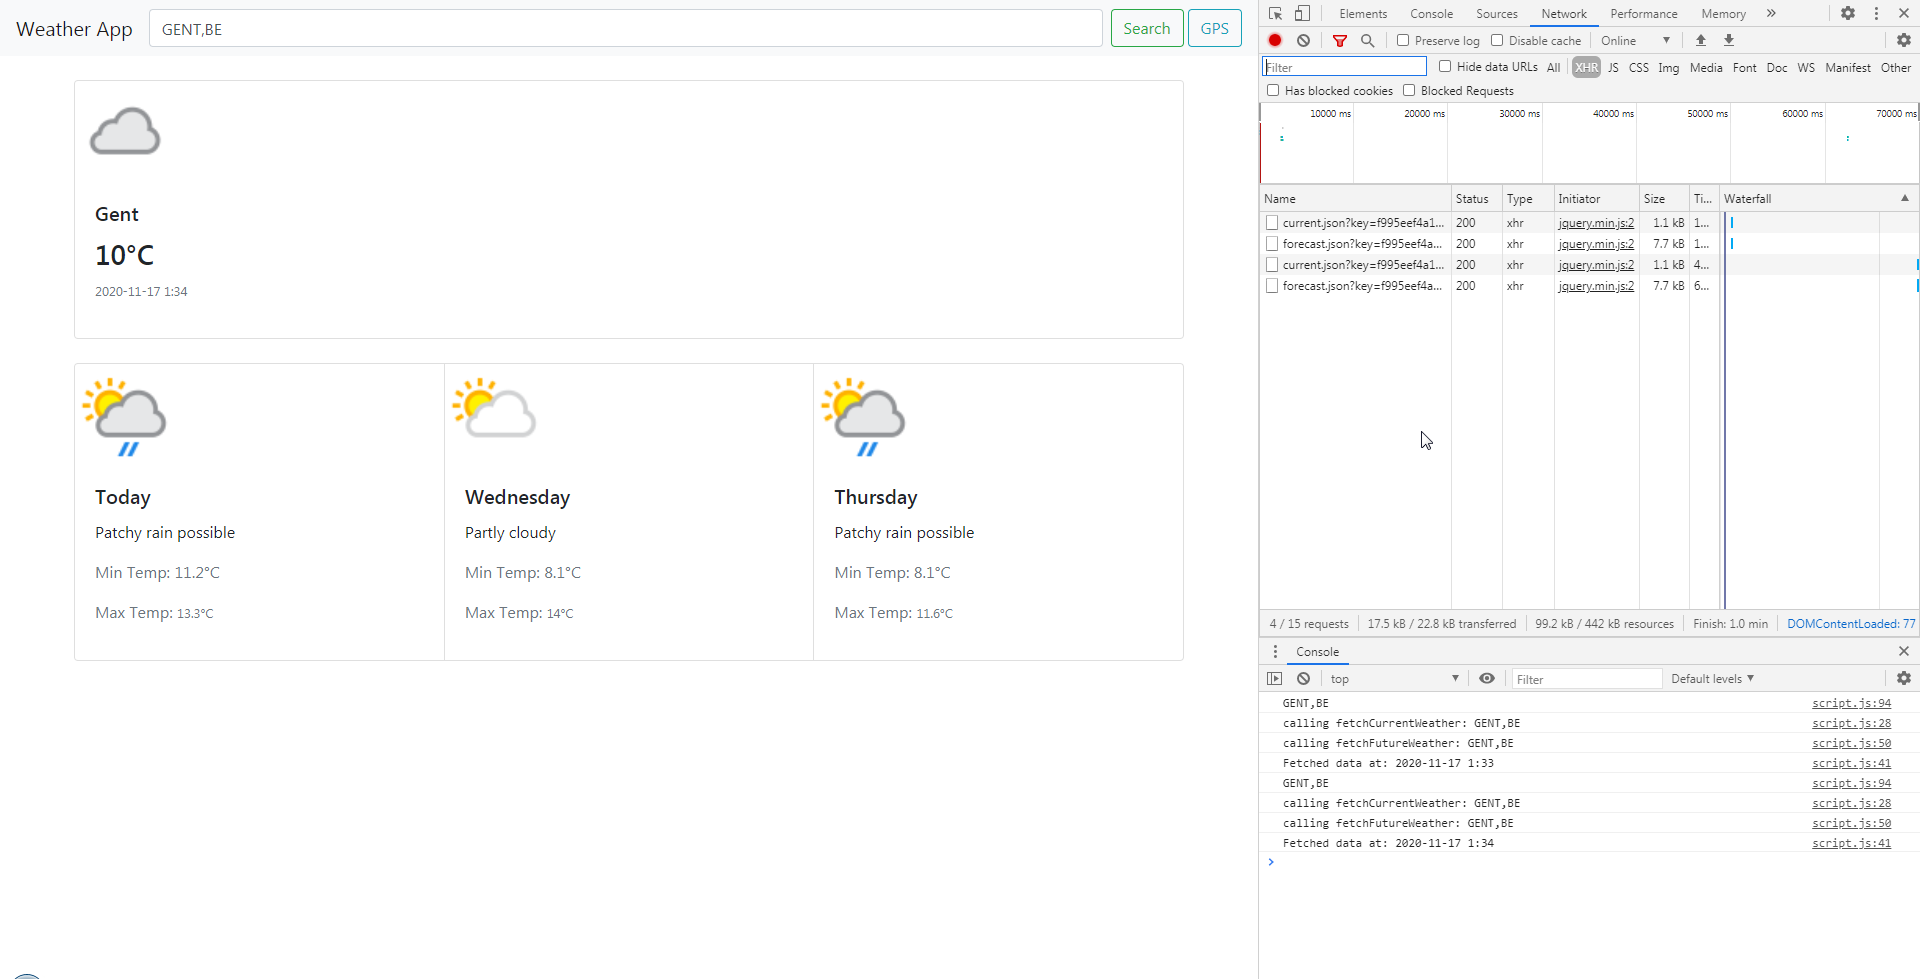 Weather App GENT,BE Search GPS
Gent
10°C
2020-11-17 1:34
Today Wednesday Thursday
Patchy rain possible Partly cloudy Patchy rain possible
Min Temp: 11.2°C Min Temp: 8.1°C Min Temp: 8.1°C
Max Temp: 13.3°C Max Temp: 14°C Max Temp: 11.6°C
Elements Console Sources Network Performance Memory »
Preserve log Disable cache Online
Filter Hide data URLs All XHR JS CSS Img Media Font Doc WS Manifest Other
Has blocked cookies Blocked Requests
10000 ms 20000 ms 30000 ms 40000 ms 50000 ms 60000 ms 70000 ms
Name Status Type Initiator Size Ti... Waterfall
current.json?key=f995eef4a1... 200 xhr jquery.min.js:2 1.1 kB 1...
forecast.json?key=f995eef4a... 200 xhr jquery.min.js:2 7.7 kB 1...
current.json?key=f995eef4a1... 200 xhr jquery.min.js:2 1.1 kB 4...
forecast.json?key=f995eef4a... 200 xhr jquery.min.js:2 7.7 kB 6...
4 / 15 requests 17.5 kB / 22.8 kB transferred 99.2 kB / 442 kB resources Finish: 1.0 min DOMContentLoaded: 77
Console
top Filter Default levels
GENT,BE script.js:94
calling fetchCurrentWeather: GENT,BE script.js:28
calling fetchFutureWeather: GENT,BE script.js:50
Fetched data at: 2020-11-17 1:33 script.js:41
GENT,BE script.js:94
calling fetchCurrentWeather: GENT,BE script.js:28
calling fetchFutureWeather: GENT,BE script.js:50
Fetched data at: 2020-11-17 1:34 script.js:41